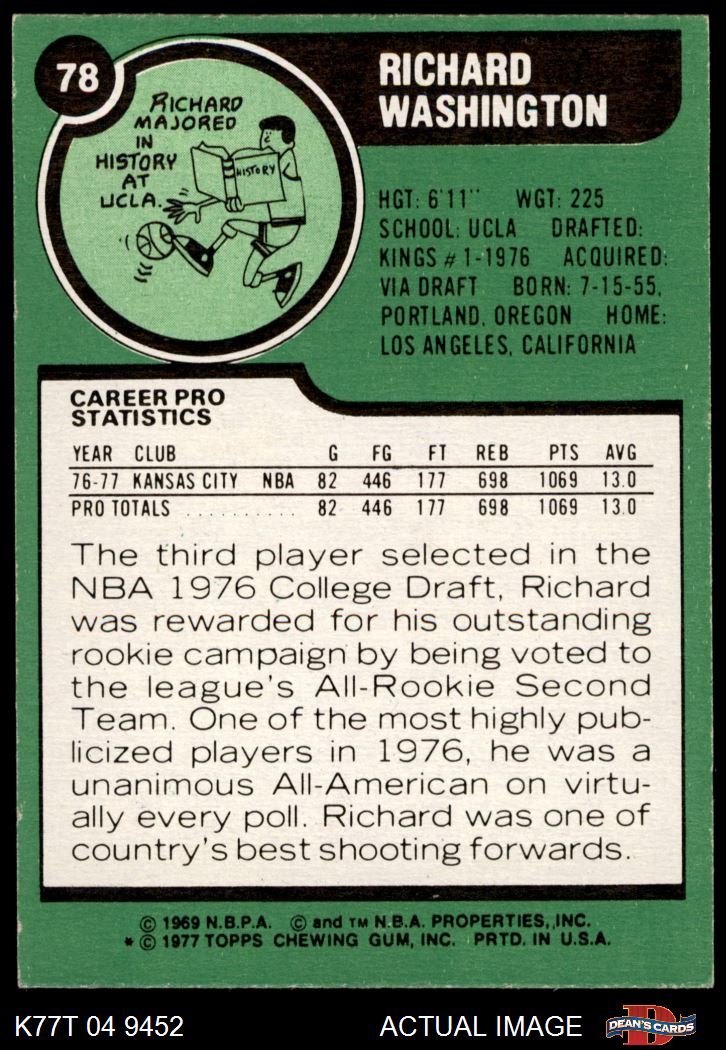 78
RICHARD
WASHINGTON
RICHARD
MAJORED
IN
HISTORY
AT
UCLA.
HISTORY
HGT: 6'11" WGT: 225
SCHOOL: UCLA DRAFTED:
KINGS #1-1976 ACQUIRED:
VIA DRAFT BORN: 7-15-55,
PORTLAND, OREGON HOME:
LOS ANGELES, CALIFORNIA
CAREER PRO
STATISTICS
YEAR CLUB G FG FT REB PTS AVG
76-77 KANSAS CITY NBA 82 446 177 698 1069 13.0
PRO TOTALS . . . . . . . . . . 82 446 177 698 1069 13.0
The third player selected in the
NBA 1976 College Draft, Richard
was rewarded for his outstanding
rookie campaign by being voted to
the league's All-Rookie Second
Team. One of the most highly pub-
licized players in 1976, he was a
unanimous All-American on virtu-
ally every poll. Richard was one of
country's best shooting forwards.
© 1969 N.B.P.A. © and TM N.B.A. PROPERTIES, INC.
* © 1977 TOPPS CHEWING GUM, INC. PRTD. IN U.S.A.
K77T 04 9452 ACTUAL IMAGE D DEAN'S CARDS